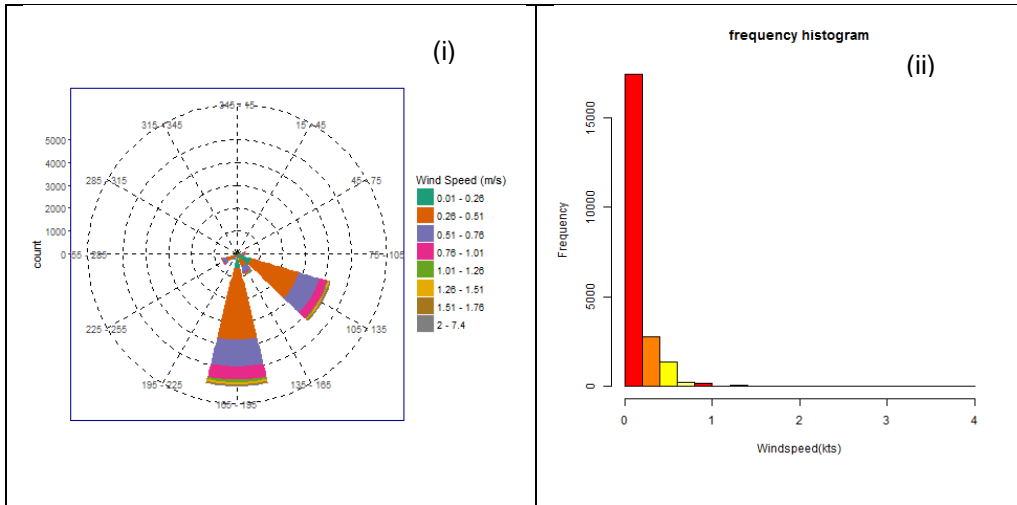 (i)
345 - 15
315 - 345
15 - 45
285 - 315
45 - 75
55 - 285
75 - 105
225 - 255
105 - 135
195 - 225
135 - 165
165 - 195
5000
4000
3000
2000
1000
0
count
Wind Speed (m/s)
0.01 - 0.26
0.26 - 0.51
0.51 - 0.76
0.76 - 1.01
1.01 - 1.26
1.26 - 1.51
1.51 - 1.76
2 - 7.4
frequency histogram
(ii)
15000
10000
5000
0
Frequency
0 1 2 3 4
Windspeed(kts)